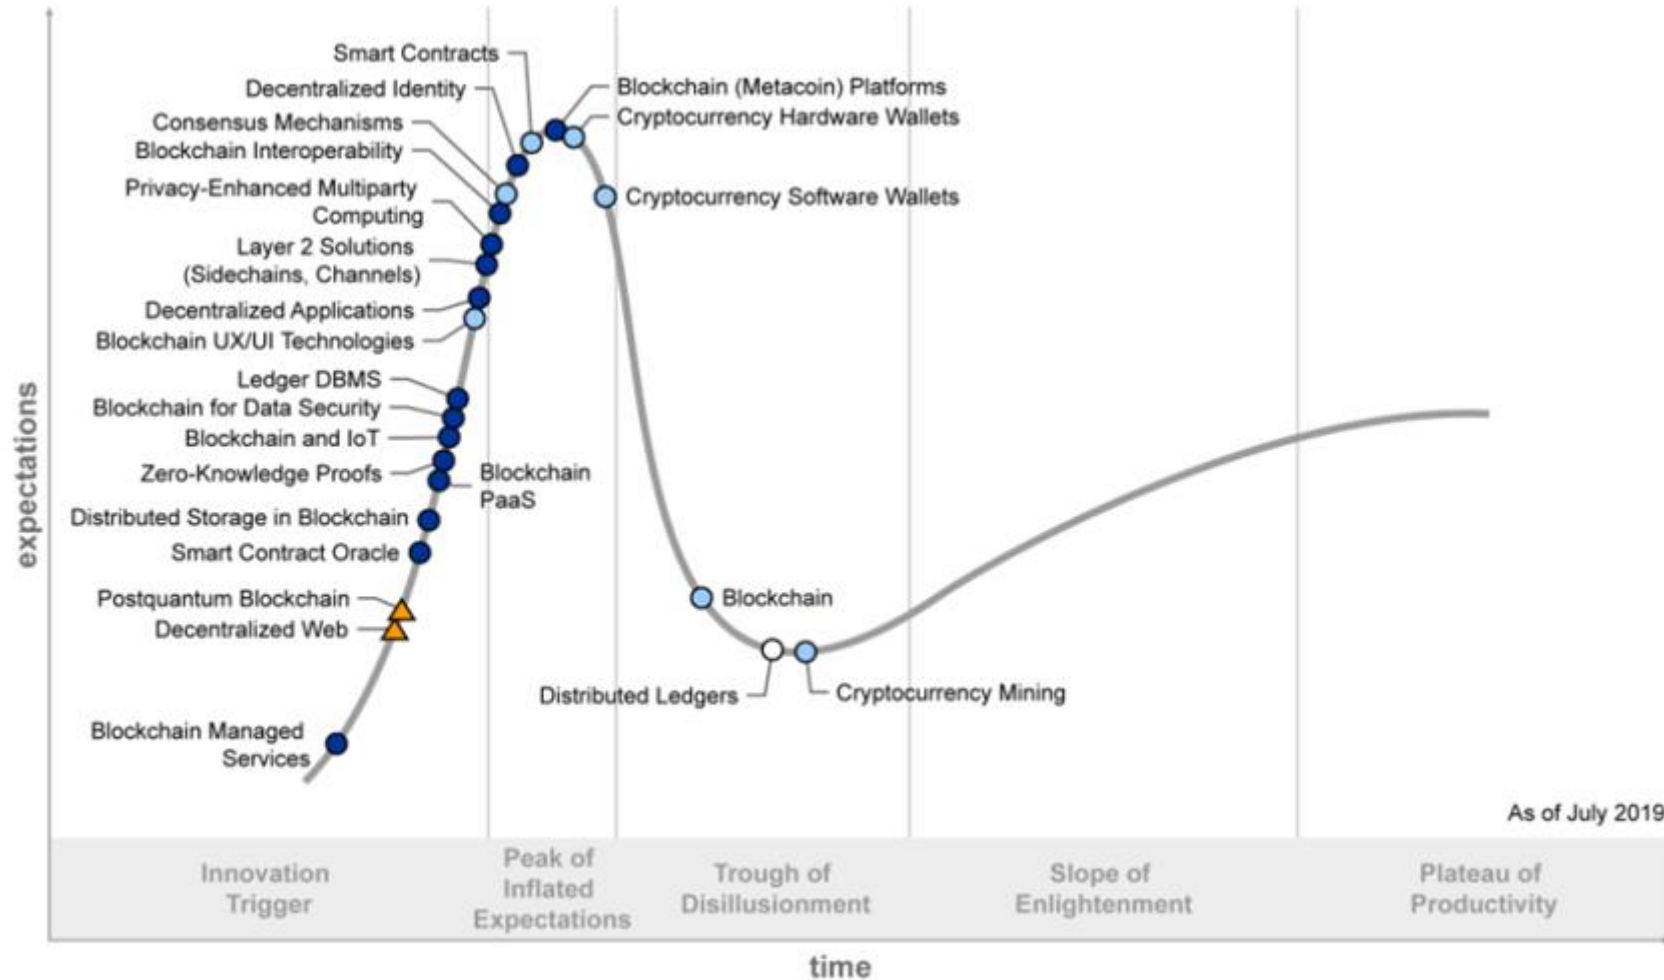 Smart Contracts
Decentralized Identity
Consensus Mechanisms
Blockchain Interoperability
Privacy-Enhanced Multiparty
Computing
Layer 2 Solutions
(Sidechains, Channels)
Decentralized Applications
Blockchain UX/UI Technologies
Ledger DBMS
Blockchain for Data Security
Blockchain and IoT
Zero-Knowledge Proofs
Blockchain
PaaS
Distributed Storage in Blockchain
Smart Contract Oracle
Postquantum Blockchain
Decentralized Web
Blockchain Managed
Services
Blockchain (Metacoin) Platforms
Cryptocurrency Hardware Wallets
Cryptocurrency Software Wallets
Blockchain
Distributed Ledgers
Cryptocurrency Mining
As of July 2019
expectations
Innovation
Trigger
Peak of
Inflated
Expectations
Trough of
Disillusionment
Slope of
Enlightenment
Plateau of
Productivity
time